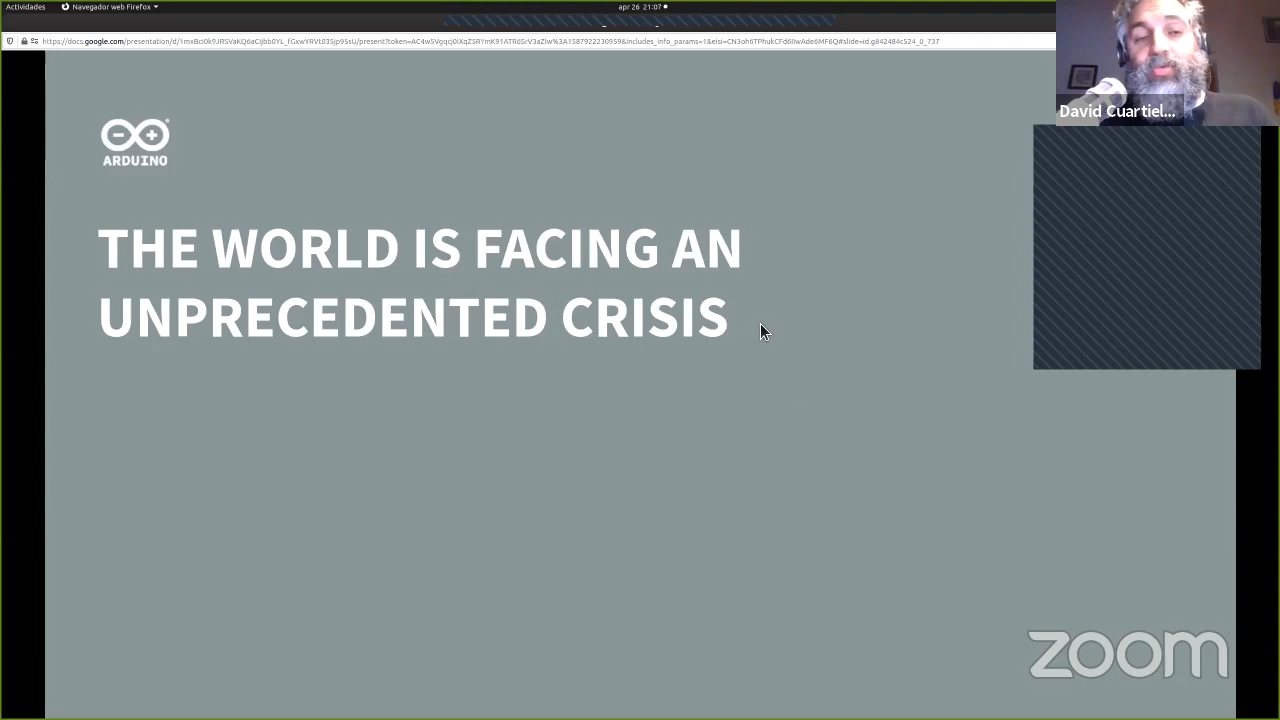 Actividades
Navegador web Firefox
apr 26 21:07
David Cuartiel...
ARDUINO
THE WORLD IS FACING AN
UNPRECEDENTED CRISIS
zoom